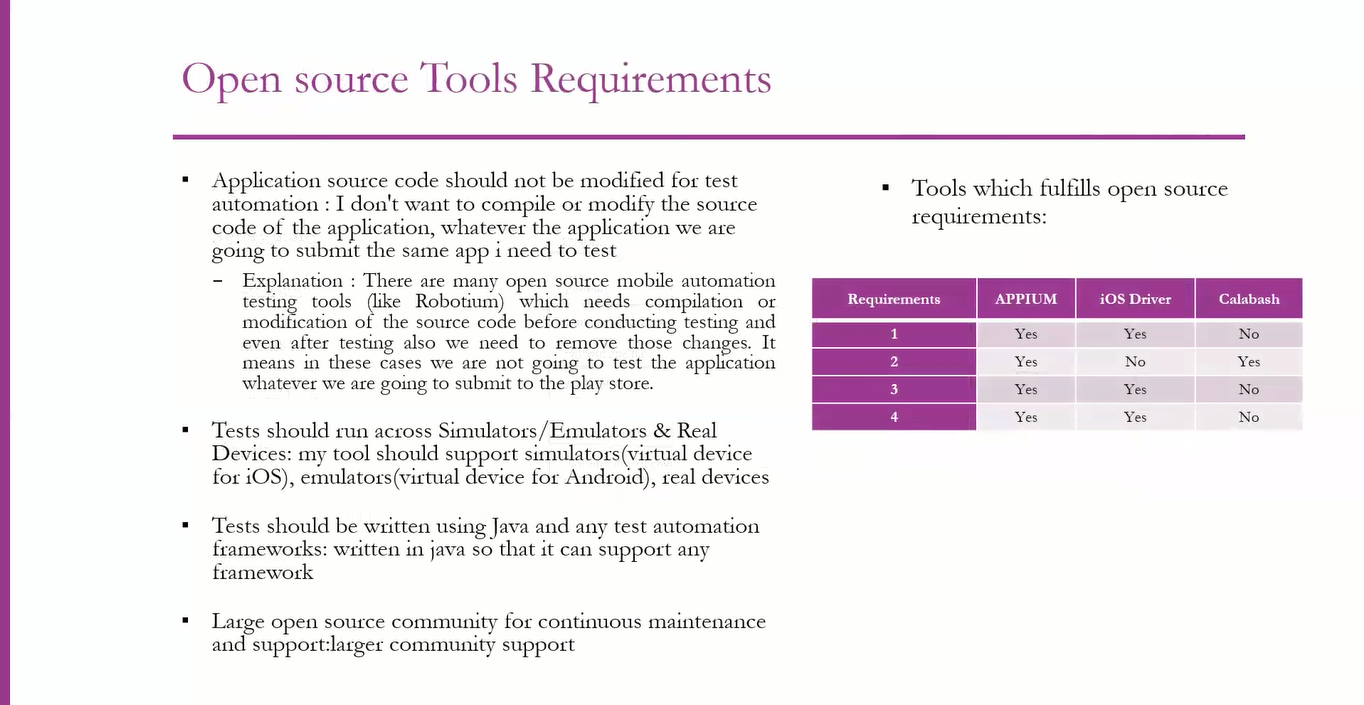 Open source Tools Requirements
▪ Application source code should not be modified for test
automation : I don't want to compile or modify the source
code of the application, whatever the application we are
going to submit the same app i need to test
– Explanation : There are many open source mobile automation
testing tools (like Robotium) which needs compilation or
modification of the source code before conducting testing and
even after testing also we need to remove those changes. It
means in these cases we are not going to test the application
whatever we are going to submit to the play store.
▪ Tests should run across Simulators/Emulators & Real
Devices: my tool should support simulators(virtual device
for iOS), emulators(virtual device for Android), real devices
▪ Tests should be written using Java and any test automation
frameworks: written in java so that it can support any
framework
▪ Large open source community for continuous maintenance
and support:larger community support
▪ Tools which fulfills open source
requirements:
Requirements APPIUM iOS Driver Calabash
1 Yes Yes No
2 Yes No Yes
3 Yes Yes No
4 Yes Yes No